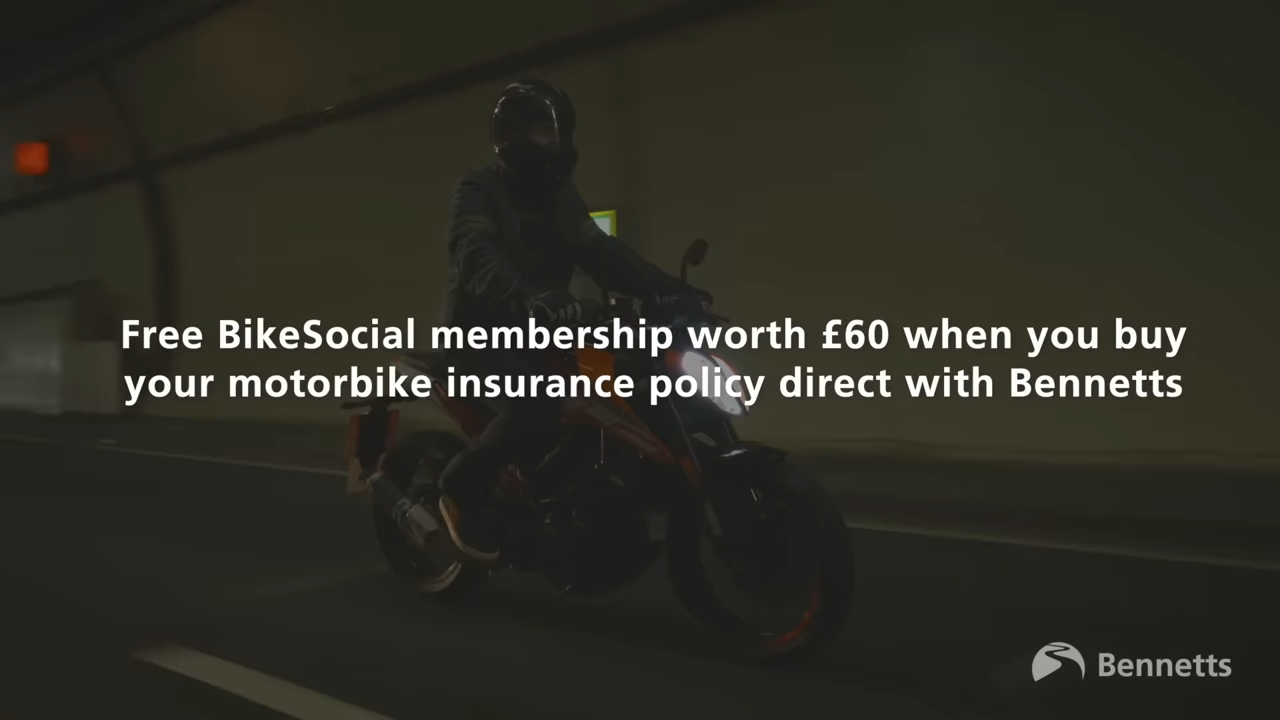 Free BikeSocial membership worth £60 when you buy
your motorbike insurance policy direct with Bennetts
Bennetts